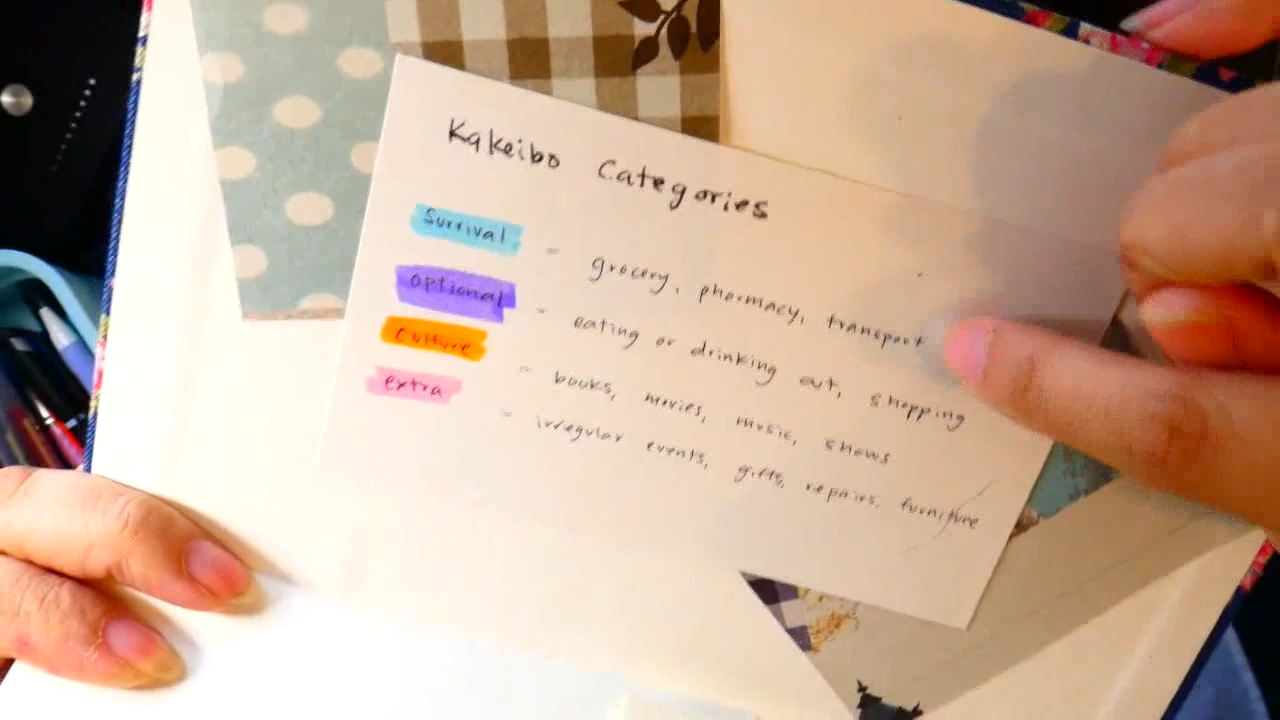 Kakeibo Categories
Survival = grocery, pharmacy, transport
optional = eating or drinking out, shopping
culture = books, movies, music, shows
extra = irregular events, gifts, repairs, furniture